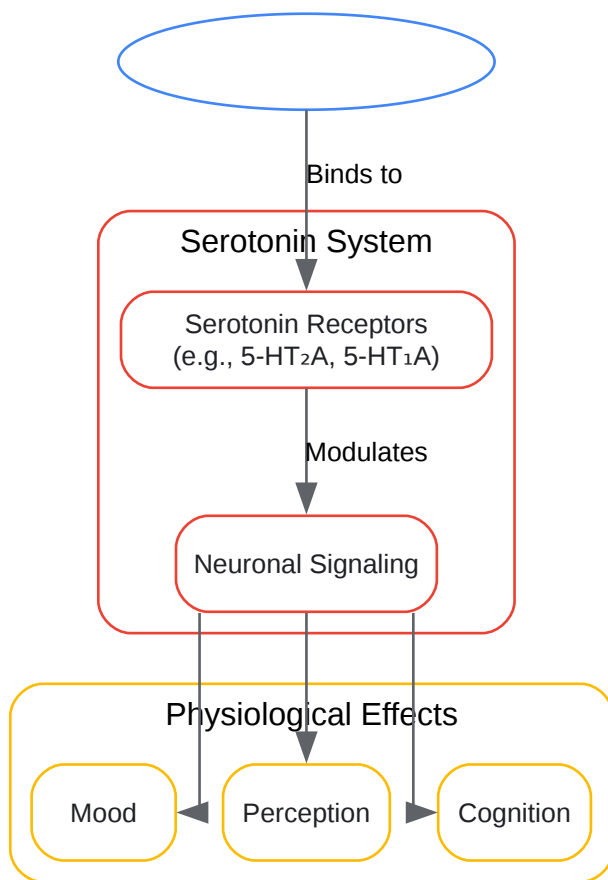 Binds to
Serotonin System
Serotonin Receptors
(e.g., 5-HT₂A, 5-HT₁A)
Modulates
Neuronal Signaling
Physiological Effects
Mood
Perception
Cognition